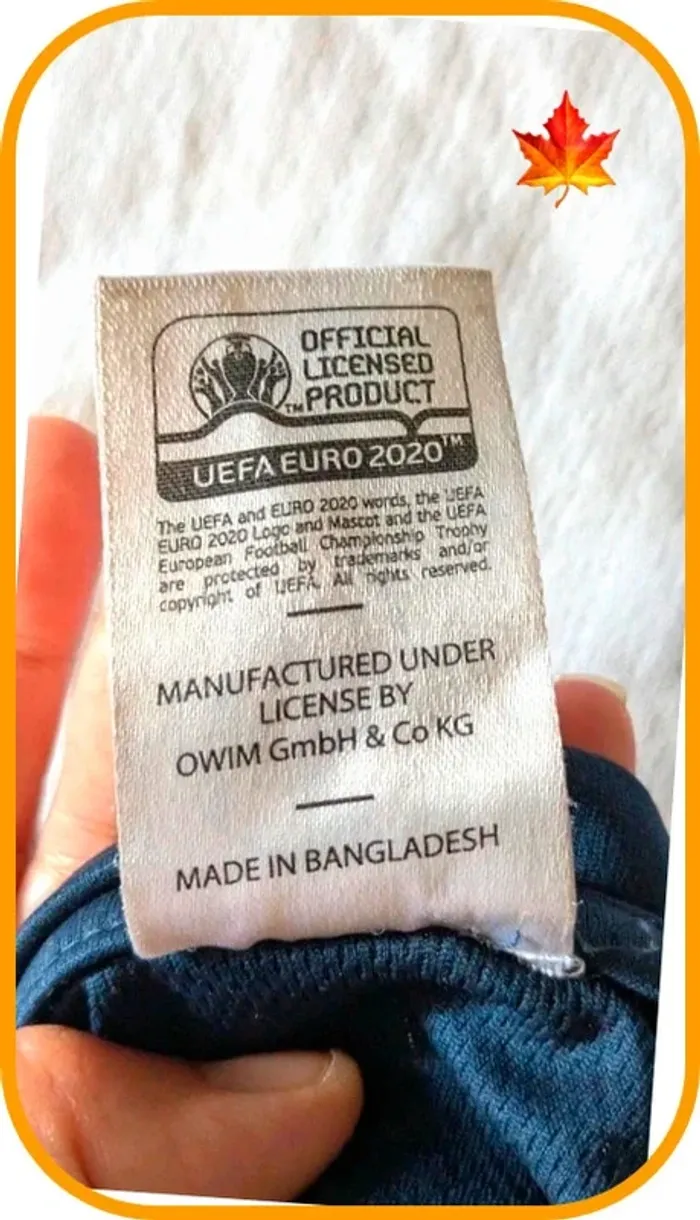 OFFICIAL
LICENSED
™PRODUCT
UEFA EURO 2020™
The UEFA and EURO 2020 words, the UEFA
EURO 2020 Logo and Mascot and the UEFA
European Football Championship Trophy
are protected by trademarks and/or
copyright of UEFA. All rights reserved.
MANUFACTURED UNDER
LICENSE BY
OWIM GmbH & Co KG
MADE IN BANGLADESH